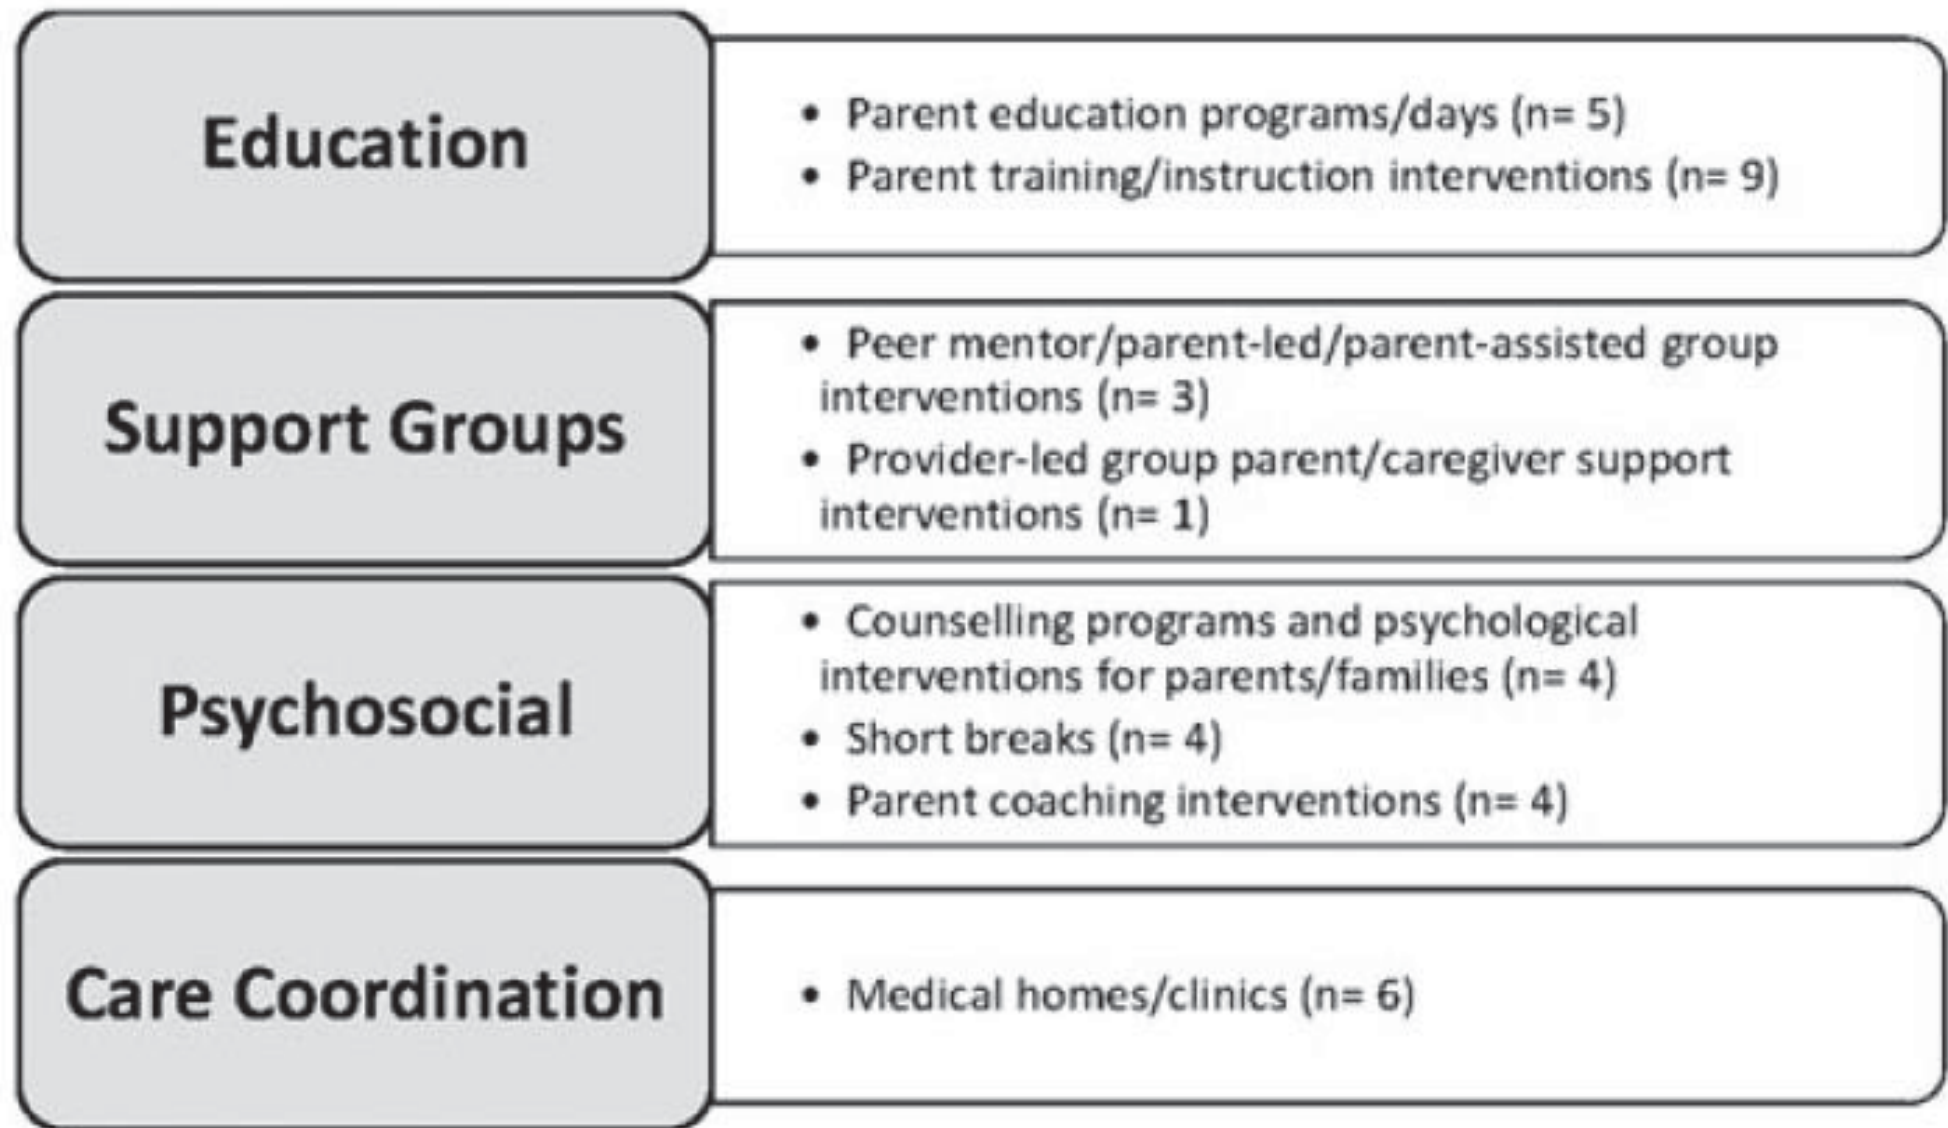 Education
• Parent education programs/days (n= 5)
• Parent training/instruction interventions (n= 9)
Support Groups
• Peer mentor/parent-led/parent-assisted group
interventions (n= 3)
• Provider-led group parent/caregiver support
interventions (n= 1)
Psychosocial
• Counselling programs and psychological
interventions for parents/families (n= 4)
• Short breaks (n= 4)
• Parent coaching interventions (n= 4)
Care Coordination
• Medical homes/clinics (n= 6)